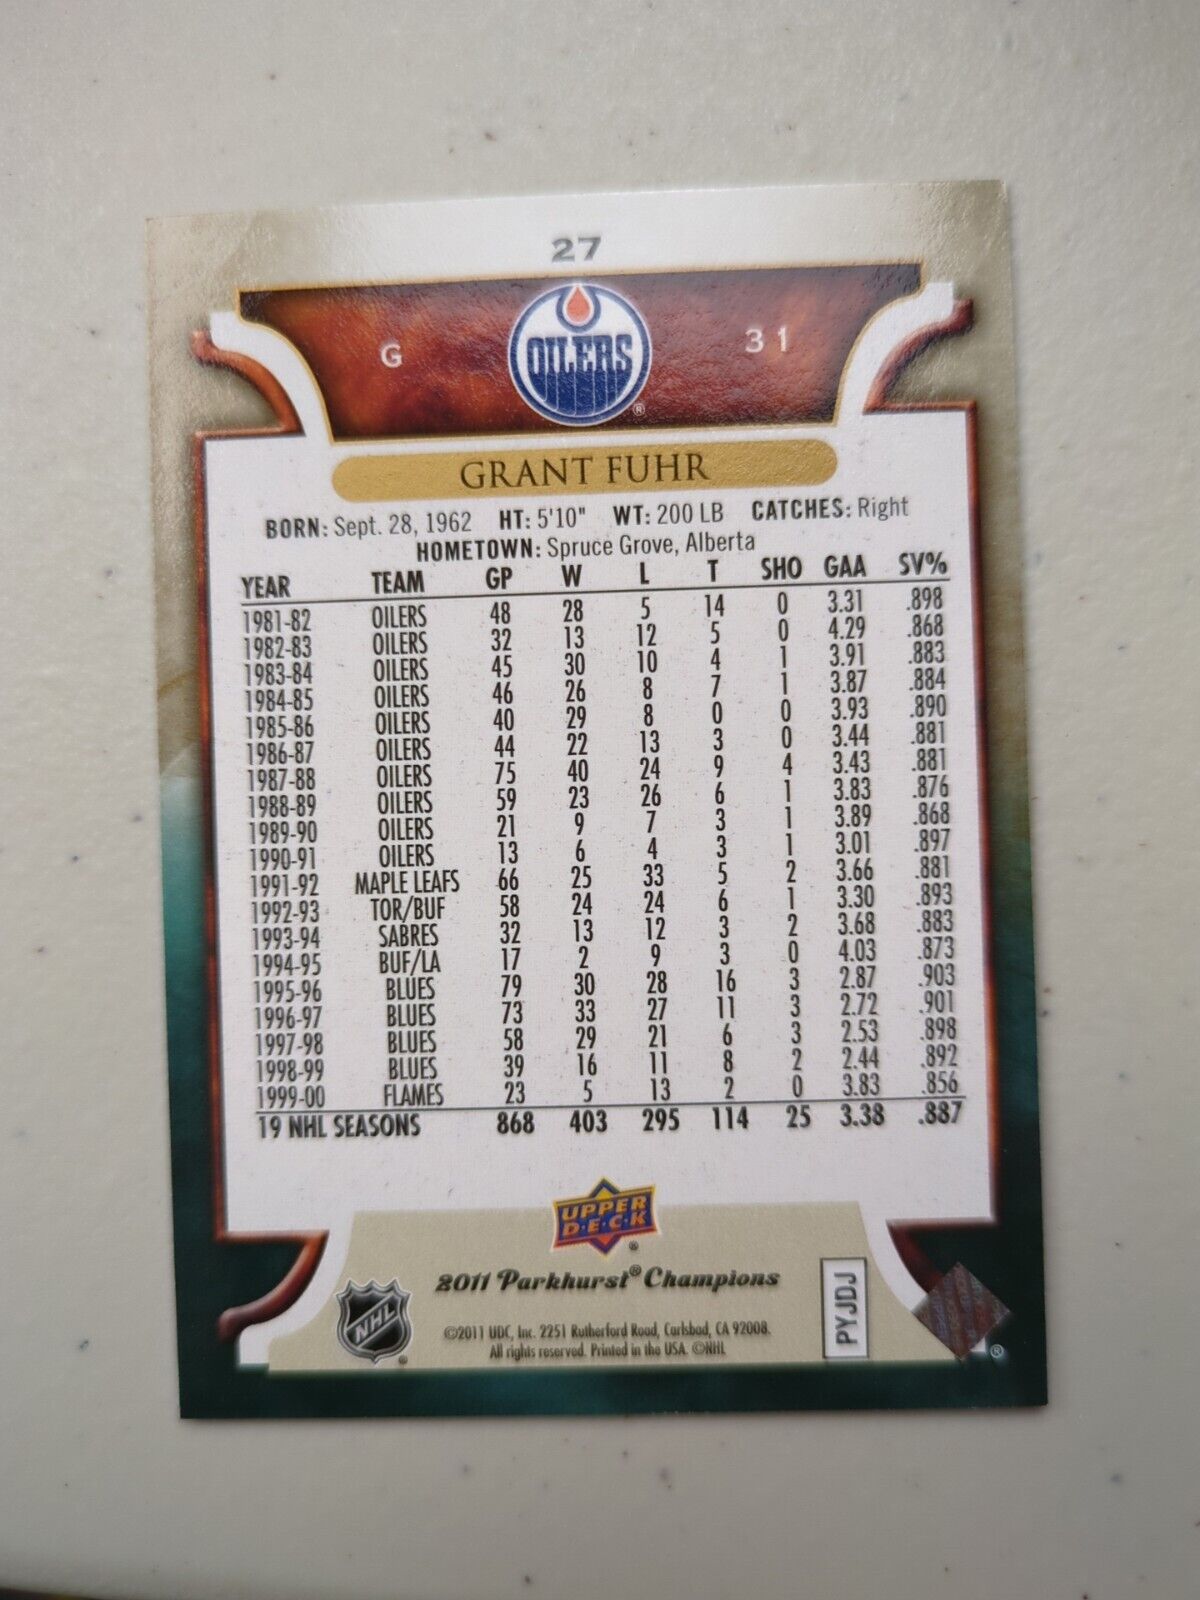 27
G OILERS® 31
GRANT FUHR
BORN: Sept. 28, 1962 HT: 5'10" WT: 200 LB CATCHES: Right
HOMETOWN: Spruce Grove, Alberta
YEAR TEAM GP W L T SHO GAA SV%
1981-82 OILERS 48 28 5 14 0 3.31 .898
1982-83 OILERS 32 13 12 5 0 4.29 .868
1983-84 OILERS 45 30 10 4 1 3.91 .883
1984-85 OILERS 46 26 8 7 1 3.87 .884
1985-86 OILERS 40 29 8 0 0 3.93 .890
1986-87 OILERS 44 22 13 3 0 3.44 .881
1987-88 OILERS 75 40 24 9 4 3.43 .881
1988-89 OILERS 59 23 26 6 1 3.83 .876
1989-90 OILERS 21 9 7 3 1 3.89 .868
1990-91 OILERS 13 6 4 3 1 3.01 .897
1991-92 MAPLE LEAFS 66 25 33 5 2 3.66 .881
1992-93 TOR/BUF 58 24 24 6 1 3.30 .893
1993-94 SABRES 32 13 12 3 2 3.68 .883
1994-95 BUF/LA 17 2 9 3 0 4.03 .873
1995-96 BLUES 79 30 28 16 3 2.87 .903
1996-97 BLUES 73 33 27 11 3 2.72 .901
1997-98 BLUES 58 29 21 6 3 2.53 .898
1998-99 BLUES 39 16 11 8 2 2.44 .892
1999-00 FLAMES 23 5 13 2 0 3.83 .856
19 NHL SEASONS 868 403 295 114 25 3.38 .887
UPPER
D·E·C·K®
2011 Parkhurst® Champions
NHL®
©2011 UDC, Inc. 2251 Rutherford Road, Carlsbad, CA 92008.
All rights reserved. Printed in the USA. ©NHL
PYJDJ
®